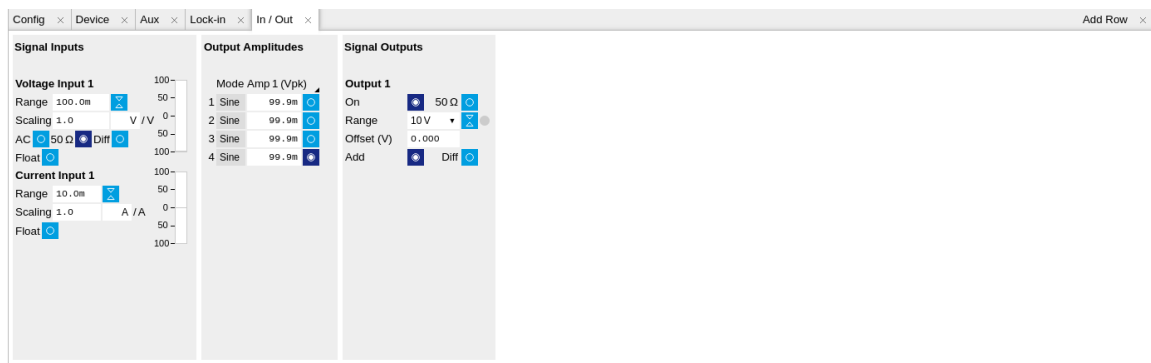 Config × Device × Aux × Lock-in × In / Out × Add Row ×
Signal Inputs
Voltage Input 1
Range 100.0m
Scaling 1.0 V / V
AC 50 Ω Diff
Float
100
50
0
50
100
Current Input 1
Range 10.0m
Scaling 1.0 A / A
Float
100
50
0
50
100
Output Amplitudes
Mode Amp 1 (Vpk)
1 Sine 99.9m
2 Sine 99.9m
3 Sine 99.9m
4 Sine 99.9m
Signal Outputs
Output 1
On 50 Ω
Range 10 V
Offset (V) 0.000
Add Diff